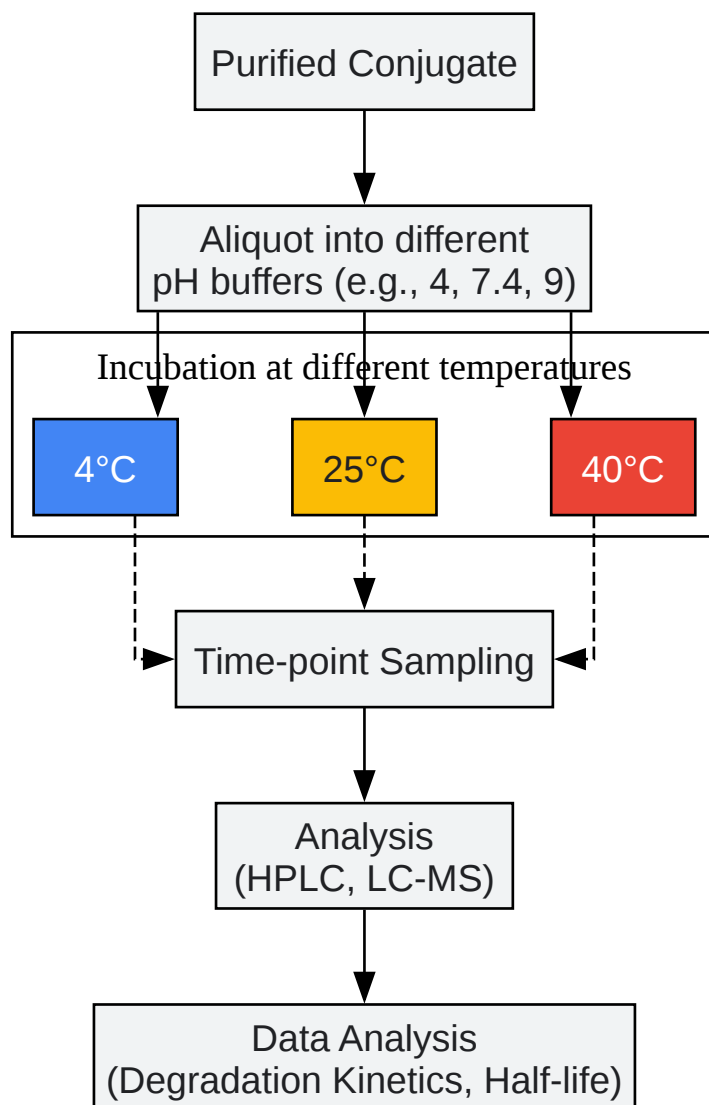 Purified Conjugate
Aliquot into different
pH buffers (e.g., 4, 7.4, 9)
Incubation at different temperatures
4°C
25°C
40°C
Time-point Sampling
Analysis
(HPLC, LC-MS)
Data Analysis
(Degradation Kinetics, Half-life)